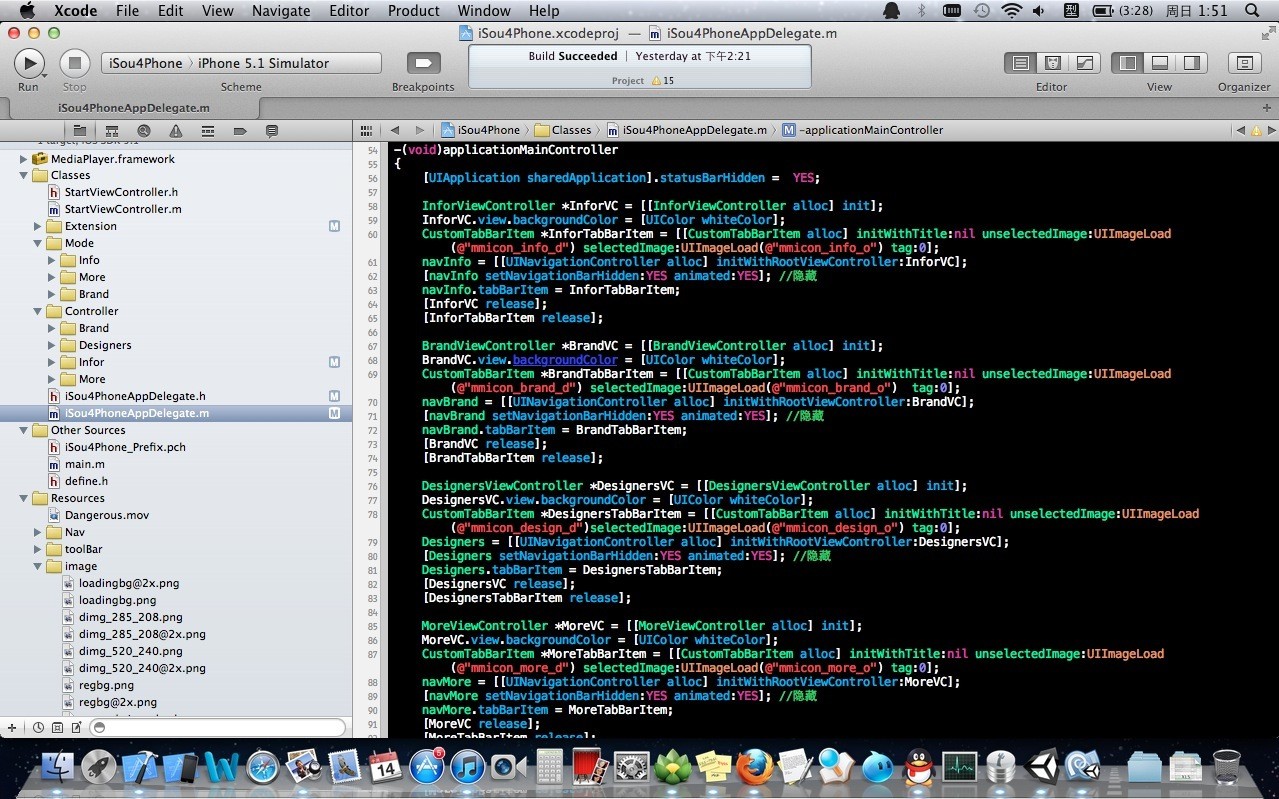 Xcode File Edit View Navigate Editor Product Window Help (3:28) 周日 1:51
iSou4Phone.xcodeproj — iSou4PhoneAppDelegate.m
Run Stop iSou4Phone iPhone 5.1 Simulator Scheme Breakpoints
Build Succeeded | Yesterday at 下午2:21
Project 15
Editor View Organizer
iSou4PhoneAppDelegate.m
iSou4Phone Classes iSou4PhoneAppDelegate.m M -applicationMainController
MediaPlayer.framework
Classes
h StartViewController.h
m StartViewController.m
Extension M
Mode
Info
More
Brand
Controller
Brand
Designers
Infor M
More
h iSou4PhoneAppDelegate.h M
m iSou4PhoneAppDelegate.m M
Other Sources
h iSou4Phone_Prefix.pch
m main.m
h define.h
Resources
Dangerous.mov
Nav
toolBar
image
loadingbg@2x.png
loadingbg.png
dimg_285_208.png
dimg_285_208@2x.png
dimg_520_240.png
dimg_520_240@2x.png
regbg.png
regbg@2x.png
54 -(void)applicationMainController
55 {
56 [UIApplication sharedApplication].statusBarHidden = YES;
57
58 InforViewController *InforVC = [[InforViewController alloc] init];
59 InforVC.view.backgroundColor = [UIColor whiteColor];
60 CustomTabBarItem *InforTabBarItem = [[CustomTabBarItem alloc] initWithTitle:nil unselectedImage:UIImageLoad
(@"mmicon_info_d") selectedImage:UIImageLoad(@"mmicon_info_o") tag:0];
61 navInfo = [[UINavigationController alloc] initWithRootViewController:InforVC];
62 [navInfo setNavigationBarHidden:YES animated:YES]; //隐藏
63 navInfo.tabBarItem = InforTabBarItem;
64 [InforVC release];
65 [InforTabBarItem release];
66
67 BrandViewController *BrandVC = [[BrandViewController alloc] init];
68 BrandVC.view.backgroundColor = [UIColor whiteColor];
69 CustomTabBarItem *BrandTabBarItem = [[CustomTabBarItem alloc] initWithTitle:nil unselectedImage:UIImageLoad
(@"mmicon_brand_d") selectedImage:UIImageLoad(@"mmicon_brand_o") tag:0];
70 navBrand = [[UINavigationController alloc] initWithRootViewController:BrandVC];
71 [navBrand setNavigationBarHidden:YES animated:YES]; //隐藏
72 navBrand.tabBarItem = BrandTabBarItem;
73 [BrandVC release];
74 [BrandTabBarItem release];
75
76 DesignersViewController *DesignersVC = [[DesignersViewController alloc] init];
77 DesignersVC.view.backgroundColor = [UIColor whiteColor];
78 CustomTabBarItem *DesignersTabBarItem = [[CustomTabBarItem alloc] initWithTitle:nil unselectedImage:UIImageLoad
(@"mmicon_design_d")selectedImage:UIImageLoad(@"mmicon_design_o") tag:0];
79 Designers = [[UINavigationController alloc] initWithRootViewController:DesignersVC];
80 [Designers setNavigationBarHidden:YES animated:YES]; //隐藏
81 Designers.tabBarItem = DesignersTabBarItem;
82 [DesignersVC release];
83 [DesignersTabBarItem release];
84
85 MoreViewController *MoreVC = [[MoreViewController alloc] init];
86 MoreVC.view.backgroundColor = [UIColor whiteColor];
87 CustomTabBarItem *MoreTabBarItem = [[CustomTabBarItem alloc] initWithTitle:nil unselectedImage:UIImageLoad
(@"mmicon_more_d") selectedImage:UIImageLoad(@"mmicon_more_o") tag:0];
88 navMore = [[UINavigationController alloc] initWithRootViewController:MoreVC];
89 [navMore setNavigationBarHidden:YES animated:YES]; //隐藏
90 navMore.tabBarItem = MoreTabBarItem;
91 [MoreVC release];
92 [MoreTabBarItem release];
14
5